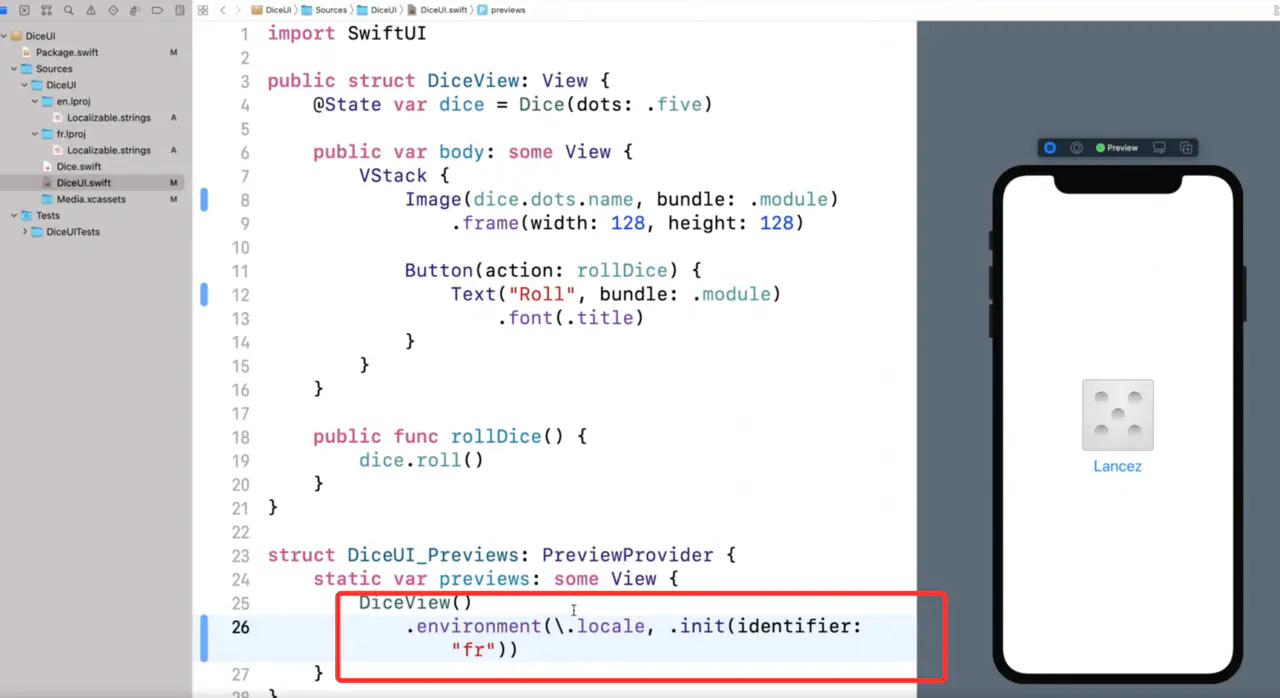 DiceUI
Sources
DiceUI
DiceUI.swift
previews
DiceUI
Package.swift M
Sources
DiceUI
en.lproj
Localizable.strings A
fr.lproj
Localizable.strings A
Dice.swift
DiceUI.swift M
Media.xcassets M
Tests
DiceUITests
1 import SwiftUI
2
3 public struct DiceView: View {
4 @State var dice = Dice(dots: .five)
5
6 public var body: some View {
7 VStack {
8 Image(dice.dots.name, bundle: .module)
9 .frame(width: 128, height: 128)
10
11 Button(action: rollDice) {
12 Text("Roll", bundle: .module)
13 .font(.title)
14 }
15 }
16 }
17
18 public func rollDice() {
19 dice.roll()
20 }
21 }
22
23 struct DiceUI_Previews: PreviewProvider {
24 static var previews: some View {
25 DiceView()
26 .environment(\.locale, .init(identifier:
"fr"))
27 }
28 }
Preview
Lancez